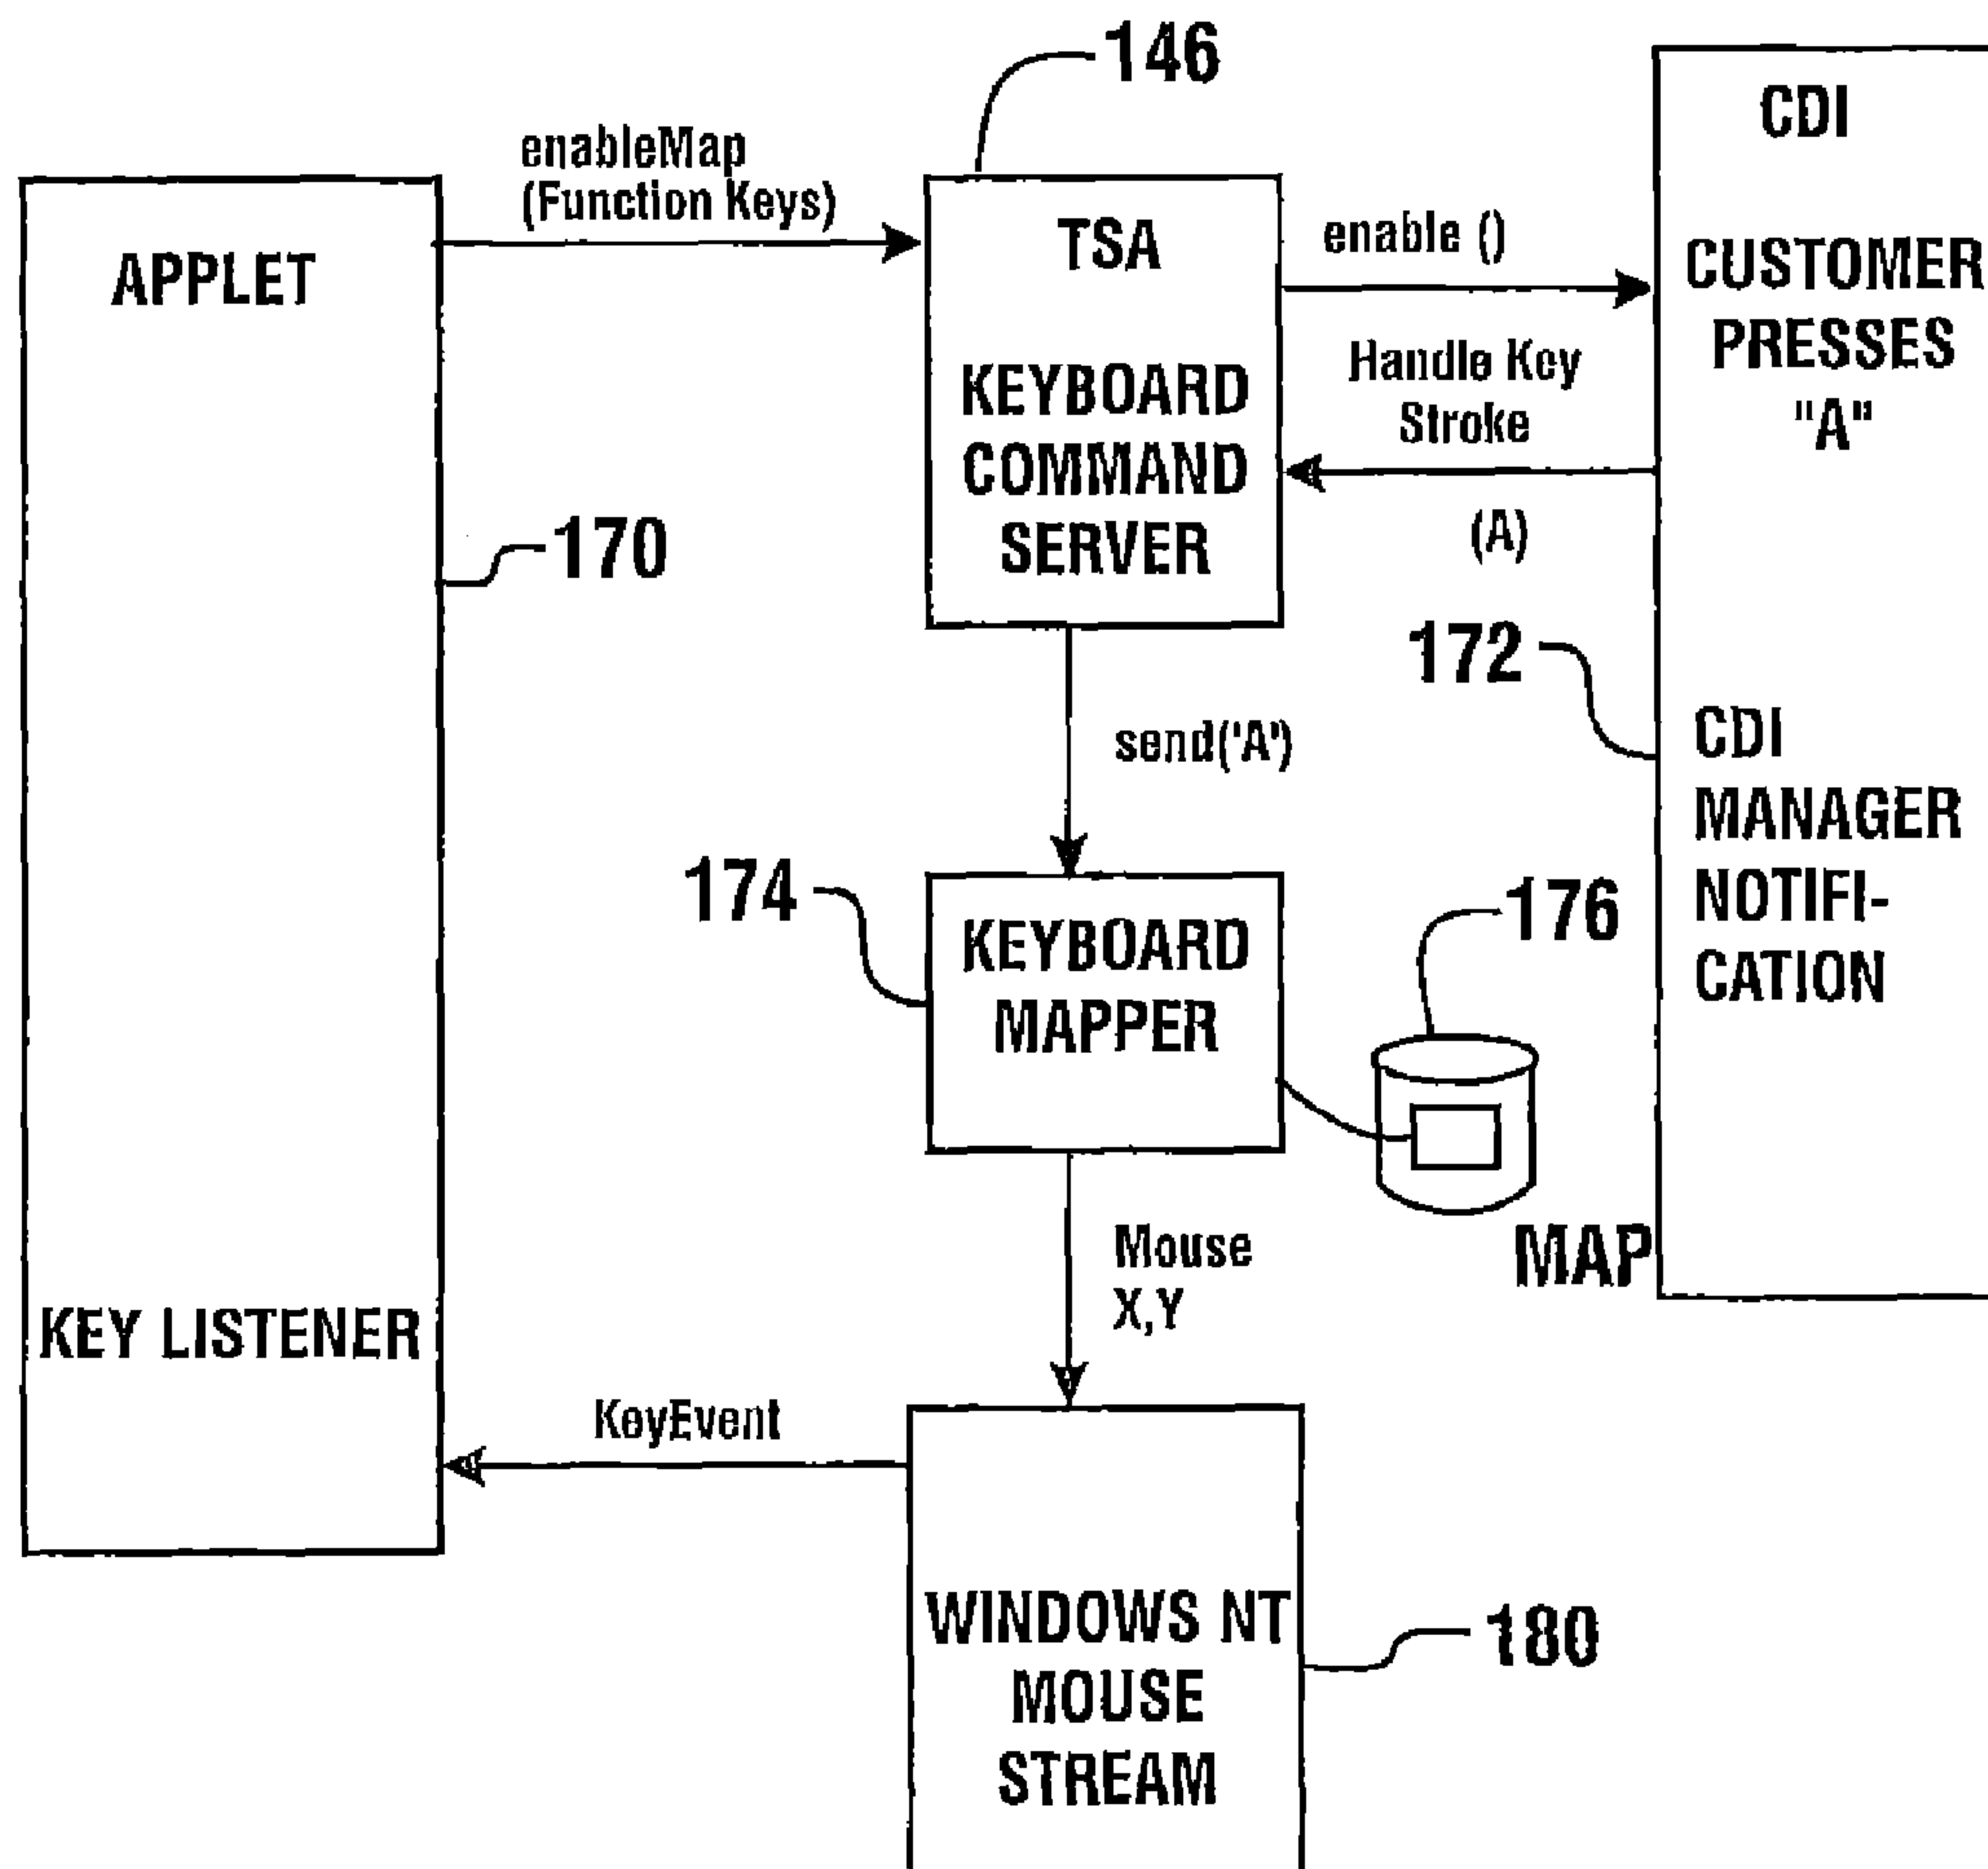 146
CDI
enableMap
(Function Keys)
APPLET
TSA
enable ()
CUSTOMER
PRESSES
"A"
KEYBOARD
COMMAND
SERVER
Handle Key
Stroke
(A)
170
172
send('A')
CDI
MANAGER
NOTIFI-
CATION
174
KEYBOARD
MAPPER
176
Mouse
X,Y
MAP
KEY LISTENER
KeyEvent
WINDOWS NT
MOUSE
STREAM
180